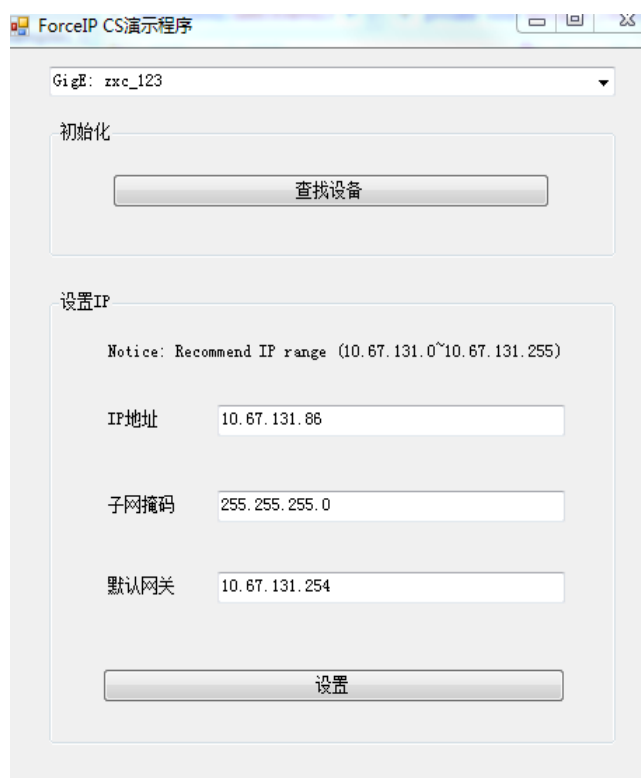 ForceIP CS演示程序
GigE: zxc_123
初始化
查找设备
设置IP
Notice: Recommend IP range (10.67.131.0~10.67.131.255)
IP地址
10.67.131.86
子网掩码
255.255.255.0
默认网关
10.67.131.254
设置